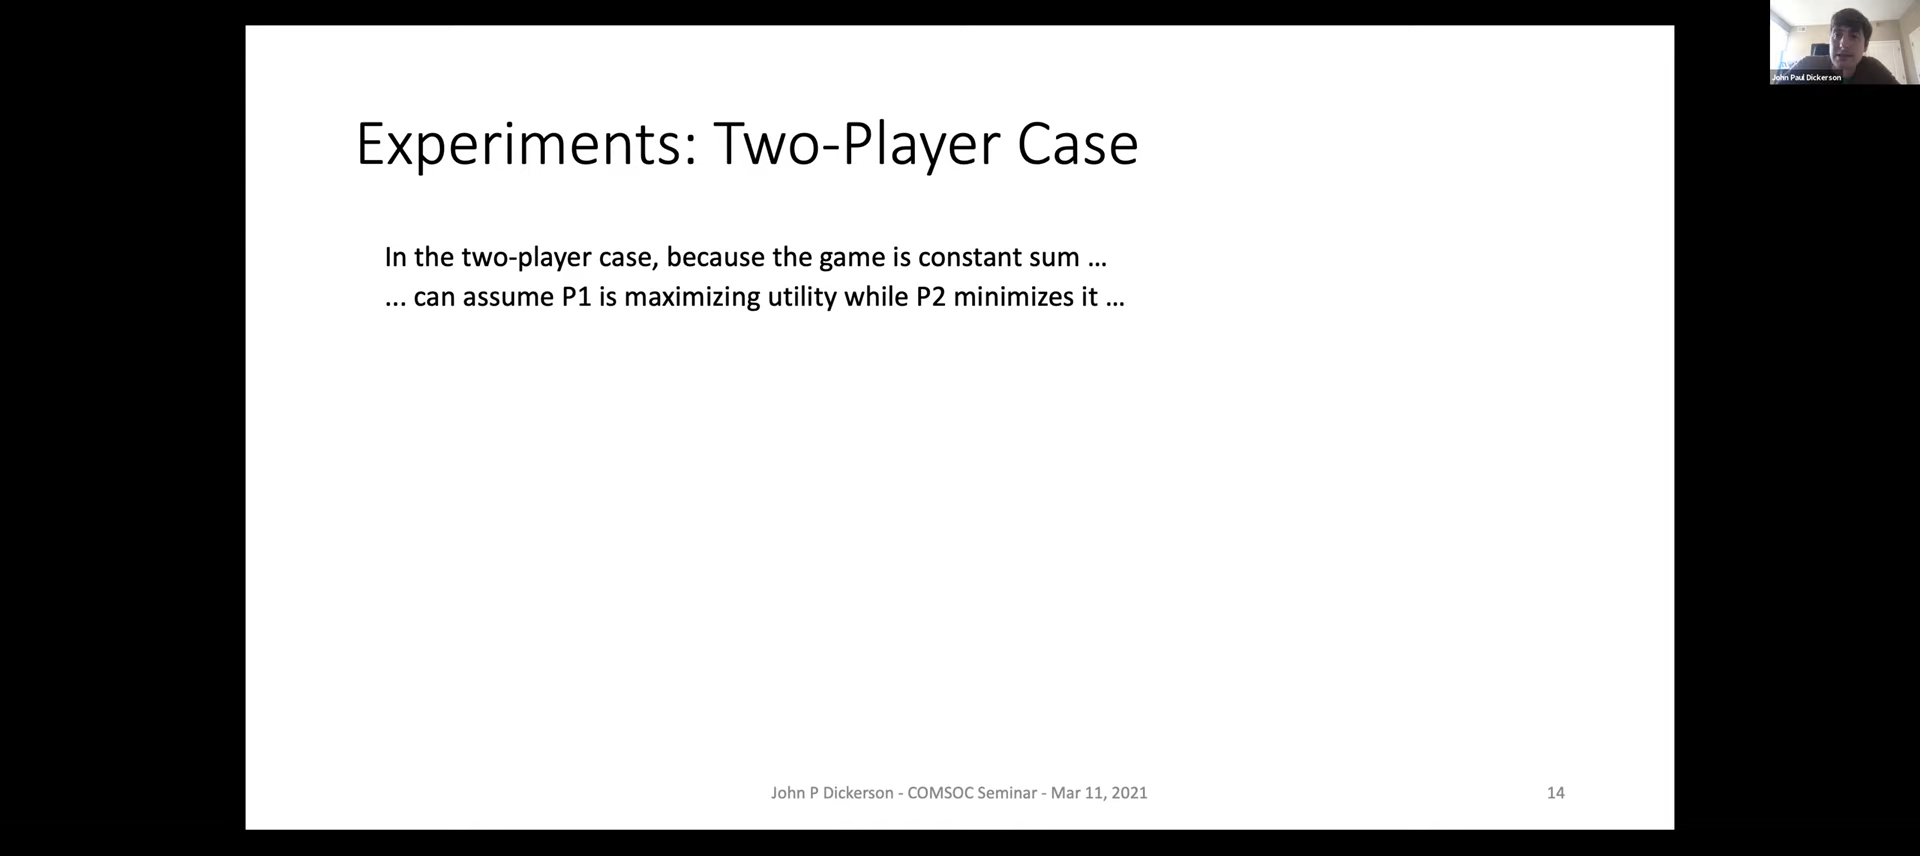 John Paul Dickerson
Experiments: Two-Player Case
In the two-player case, because the game is constant sum …
... can assume P1 is maximizing utility while P2 minimizes it …
John P Dickerson - COMSOC Seminar - Mar 11, 2021
14